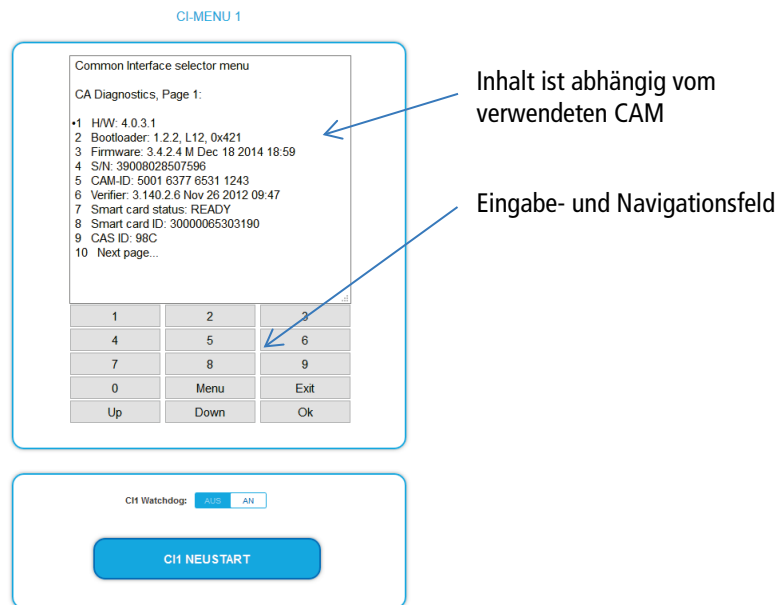 CI-MENU 1
Common Interface selector menu
CA Diagnostics, Page 1:
•1 H/W: 4.0.3.1
2 Bootloader: 1.2.2, L12, 0x421
3 Firmware: 3.4.2.4 M Dec 18 2014 18:59
4 S/N: 39008028507596
5 CAM-ID: 5001 6377 6531 1243
6 Verifier: 3.140.2.6 Nov 26 2012 09:47
7 Smart card status: READY
8 Smart card ID: 30000065303190
9 CAS ID: 98C
10 Next page...
Inhalt ist abhängig vom
verwendeten CAM
Eingabe- und Navigationsfeld
1 2 3
4 5 6
7 8 9
0 Menu Exit
Up Down Ok
CI1 Watchdog: AUS AN
CI1 NEUSTART